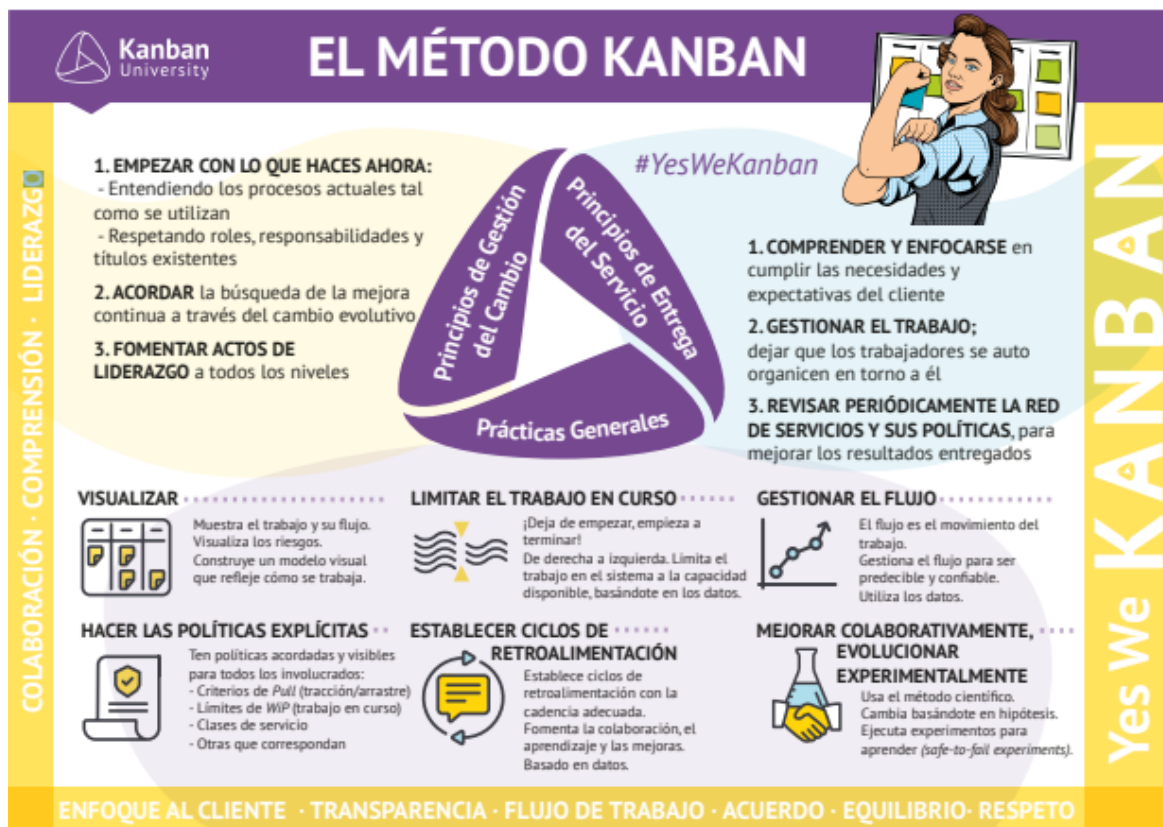 Kanban
University
EL MÉTODO KANBAN
#YesWeKanban
COLABORACIÓN · COMPRENSIÓN · LIDERAZGO
1. EMPEZAR CON LO QUE HACES AHORA:
- Entendiendo los procesos actuales tal
como se utilizan
- Respetando roles, responsabilidades y
títulos existentes
2. ACORDAR la búsqueda de la mejora
continua a través del cambio evolutivo
3. FOMENTAR ACTOS DE
LIDERAZGO a todos los niveles
Principios de Gestión
del Cambio
Principios de Entrega
del Servicio
Prácticas Generales
1. COMPRENDER Y ENFOCARSE en
cumplir las necesidades y
expectativas del cliente
2. GESTIONAR EL TRABAJO;
dejar que los trabajadores se auto
organicen en torno a él
3. REVISAR PERIÓDICAMENTE LA RED
DE SERVICIOS Y SUS POLÍTICAS, para
mejorar los resultados entregados
VISUALIZAR
Muestra el trabajo y su flujo.
Visualiza los riesgos.
Construye un modelo visual
que refleje cómo se trabaja.
LIMITAR EL TRABAJO EN CURSO
¡Deja de empezar, empieza a
terminar!
De derecha a izquierda. Limita el
trabajo en el sistema a la capacidad
disponible, basándote en los datos.
GESTIONAR EL FLUJO
El flujo es el movimiento del
trabajo.
Gestiona el flujo para ser
predecible y confiable.
Utiliza los datos.
HACER LAS POLÍTICAS EXPLÍCITAS
Ten políticas acordadas y visibles
para todos los involucrados:
- Criterios de Pull (tracción/arrastre)
- Límites de WiP (trabajo en curso)
- Clases de servicio
- Otras que correspondan
ESTABLECER CICLOS DE
RETROALIMENTACIÓN
Establece ciclos de
retroalimentación con la
cadencia adecuada.
Fomenta la colaboración, el
aprendizaje y las mejoras.
Basado en datos.
MEJORAR COLABORATIVAMENTE,
EVOLUCIONAR
EXPERIMENTALMENTE
Usa el método científico.
Cambia basándote en hipótesis.
Ejecuta experimentos para
aprender (safe-to-fail experiments).
Yes We KANBAN
ENFOQUE AL CLIENTE · TRANSPARENCIA · FLUJO DE TRABAJO · ACUERDO · EQUILIBRIO· RESPETO